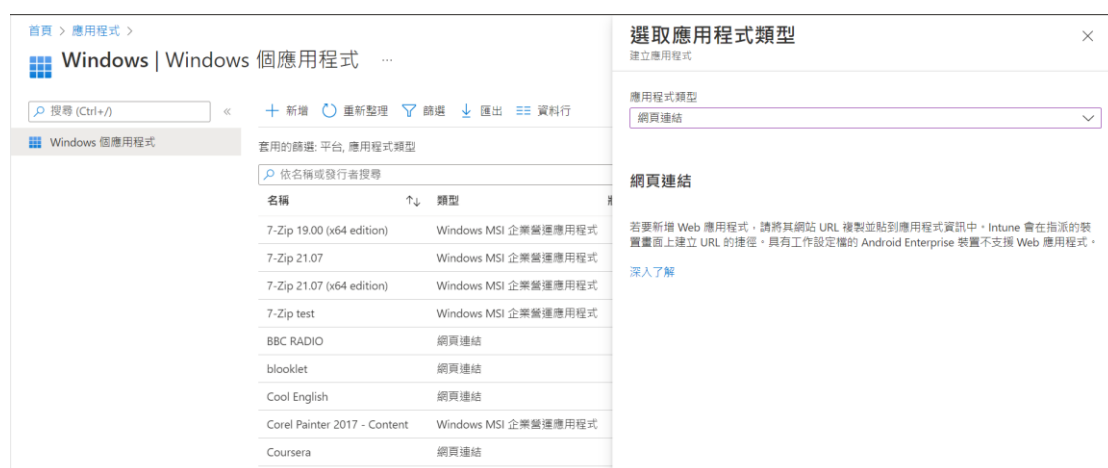 首頁 > 應用程式 >
Windows | Windows 個應用程式 ...
搜尋 (Ctrl+/) «
Windows 個應用程式
新增 重新整理 篩選 匯出 資料行
套用的篩選: 平台, 應用程式類型
依名稱或發行者搜尋
名稱 ↑↓ 類型
7-Zip 19.00 (x64 edition) Windows MSI 企業營運應用程式
7-Zip 21.07 Windows MSI 企業營運應用程式
7-Zip 21.07 (x64 edition) Windows MSI 企業營運應用程式
7-Zip test Windows MSI 企業營運應用程式
BBC RADIO 網頁連結
blooklet 網頁連結
Cool English 網頁連結
Corel Painter 2017 - Content Windows MSI 企業營運應用程式
Coursera 網頁連結
選取應用程式類型
建立應用程式
應用程式類型
網頁連結
網頁連結
若要新增 Web 應用程式，請將其網站 URL 複製並貼到應用程式資訊中。Intune 會在指派的裝
置畫面上建立 URL 的捷徑。具有工作設定檔的 Android Enterprise 裝置不支援 Web 應用程式。
深入了解